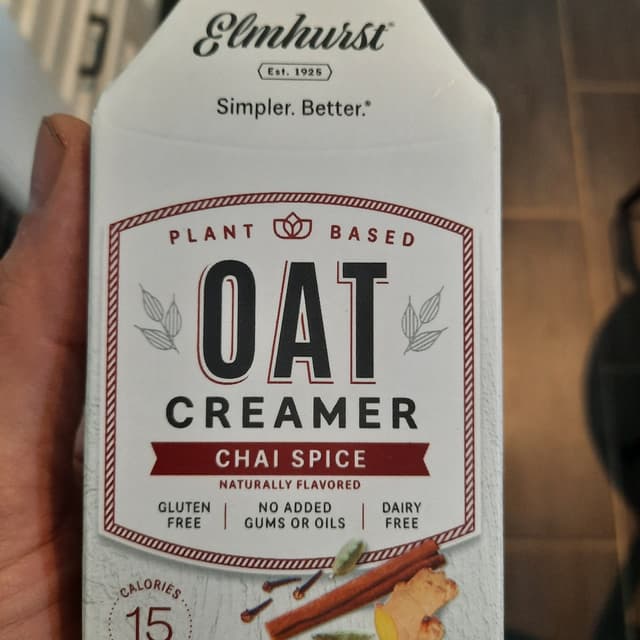 Elmhurst®
Est. 1925
Simpler. Better.®
PLANT BASED
OAT
CREAMER
CHAI SPICE
NATURALLY FLAVORED
GLUTEN FREE
NO ADDED GUMS OR OILS
DAIRY FREE
CALORIES
15